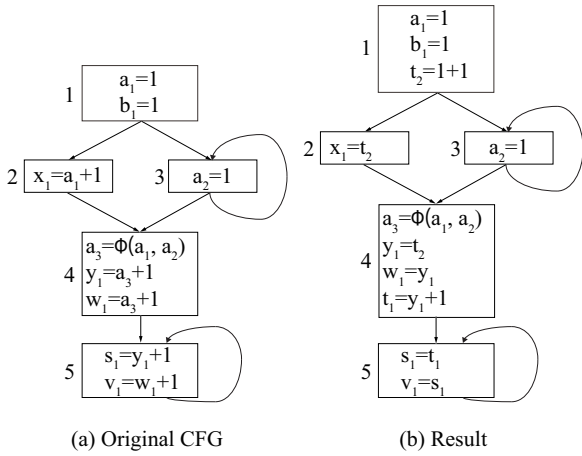 1
a₁=1
b₁=1
2
x₁=a₁+1
3
a₂=1
4
a₃=Φ(a₁, a₂)
y₁=a₃+1
w₁=a₃+1
5
s₁=y₁+1
v₁=w₁+1
(a) Original CFG
1
a₁=1
b₁=1
t₂=1+1
2
x₁=t₂
3
a₂=1
4
a₃=Φ(a₁, a₂)
y₁=t₂
w₁=y₁
t₁=y₁+1
5
s₁=t₁
v₁=s₁
(b) Result